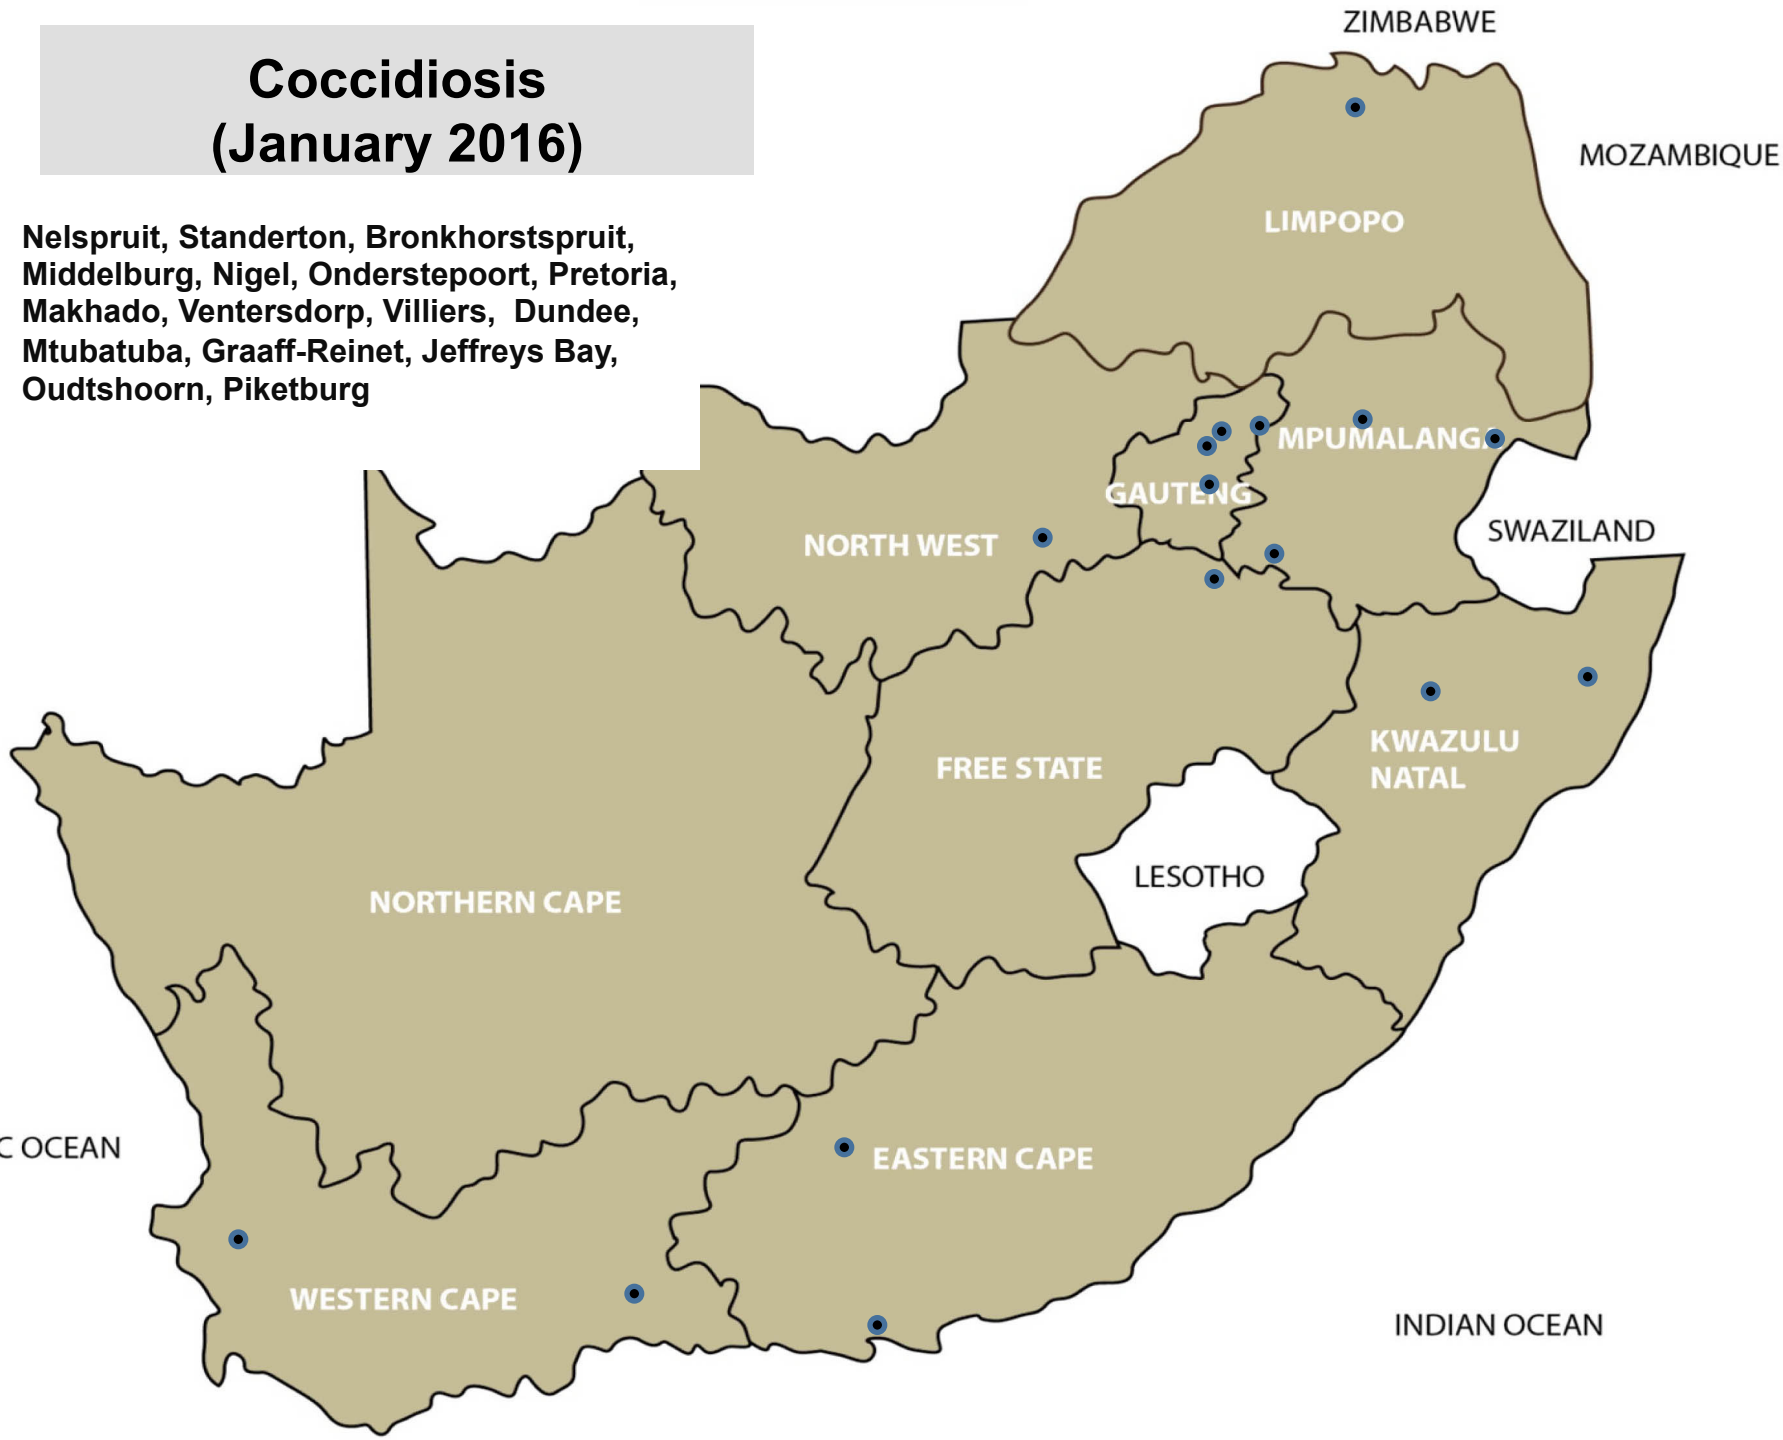 Coccidiosis
(January 2016)
Nelspruit, Standerton, Bronkhorstspruit,
Middelburg, Nigel, Onderstepoort, Pretoria,
Makhado, Ventersdorp, Villiers,  Dundee,
Mtubatuba, Graaff-Reinet, Jeffreys Bay,
Oudtshoorn, Piketburg
ZIMBABWE
MOZAMBIQUE
LIMPOPO
MPUMALANGA
GAUTENG
SWAZILAND
NORTH WEST
KWAZULU
NATAL
FREE STATE
LESOTHO
NORTHERN CAPE
C OCEAN
EASTERN CAPE
WESTERN CAPE
INDIAN OCEAN